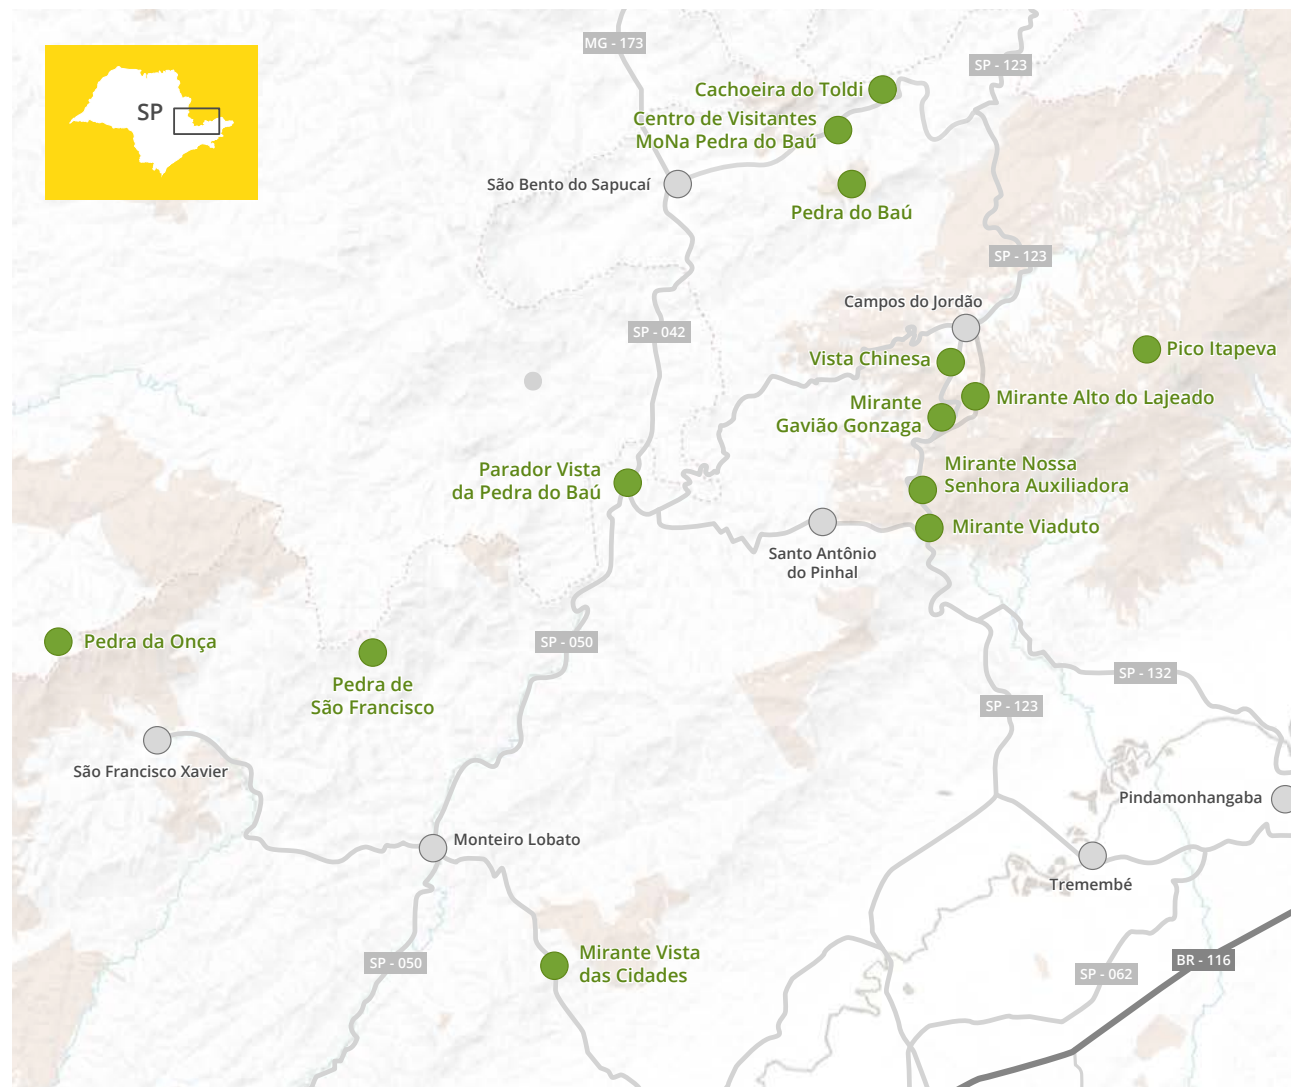 MG - 173
SP - 123
SP
Cachoeira do Toldi
Centro de Visitantes
MoNa Pedra do Baú
São Bento do Sapucaí
Pedra do Baú
SP - 123
Campos do Jordão
SP - 042
Vista Chinesa
Pico Itapeva
Mirante
Gavião Gonzaga
Mirante Alto do Lajeado
Parador Vista
da Pedra do Baú
Mirante Nossa
Senhora Auxiliadora
Mirante Viaduto
Santo Antônio
do Pinhal
Pedra da Onça
SP - 050
Pedra de
São Francisco
SP - 132
SP - 123
São Francisco Xavier
Pindamonhangaba
Monteiro Lobato
Tremembé
Mirante Vista
das Cidades
SP - 050
BR - 116
SP - 062